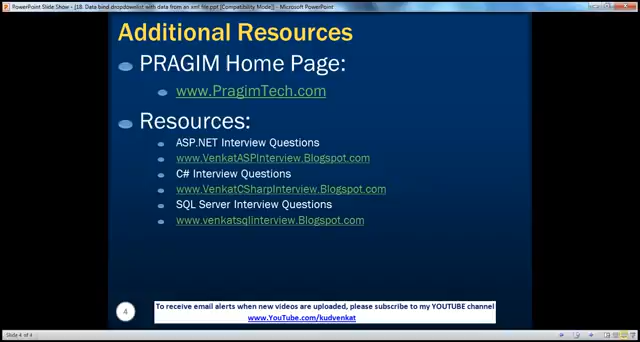 PowerPoint Slide Show - [18. Data bind dropdownlist with data from an xml file.ppt [Compatibility Mode]] - Microsoft PowerPoint
Additional Resources
PRAGIM Home Page:
www.PragimTech.com
Resources:
ASP.NET Interview Questions
www.VenkatASPInterview.Blogspot.com
C# Interview Questions
www.VenkatCSharpInterview.Blogspot.com
SQL Server Interview Questions
www.venkatsqlinterview.Blogspot.com
4
To receive email alerts when new videos are uploaded, please subscribe to my YOUTUBE channel
www.YouTube.com/kudvenkat
Slide 4 of 4